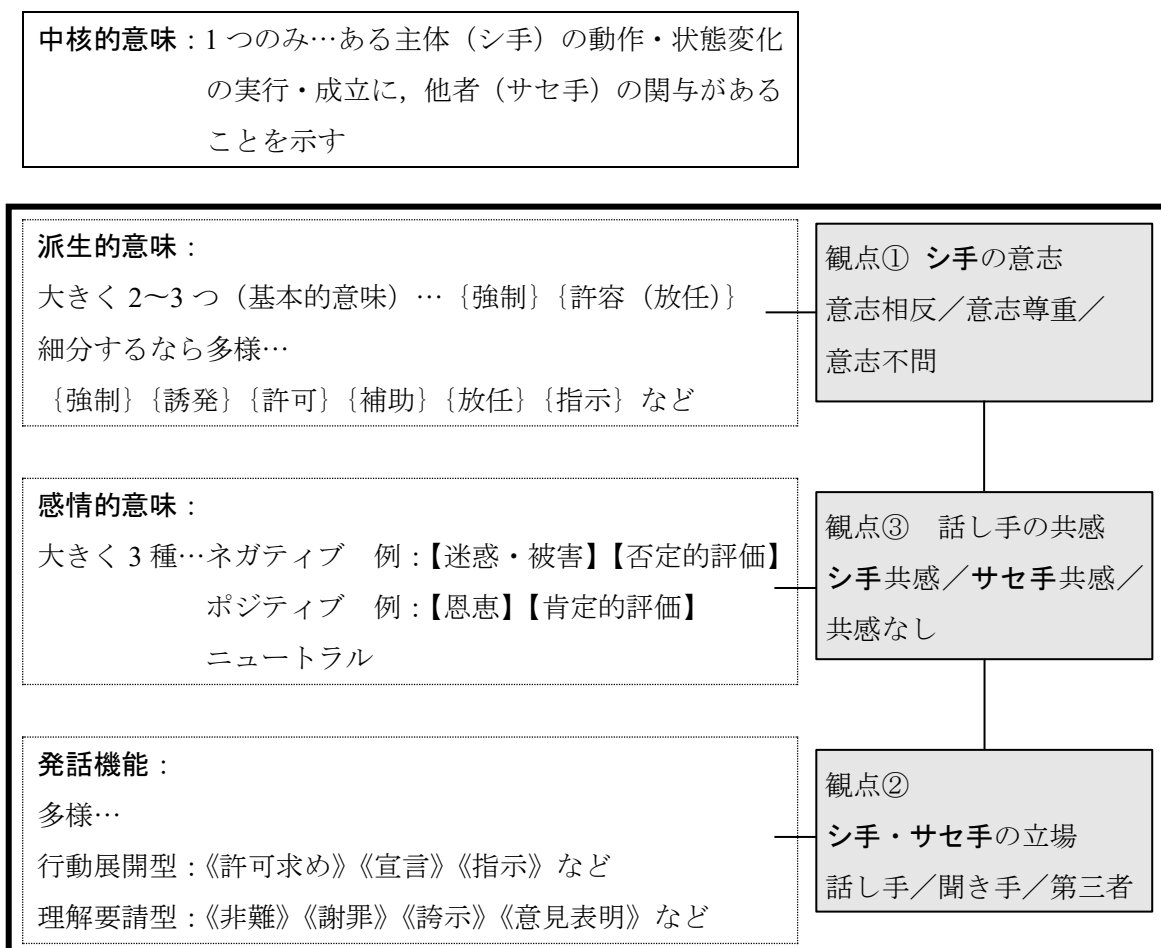 中核的意味：1 つのみ…ある主体（シ手）の動作・状態変化
の実行・成立に，他者（サセ手）の関与がある
ことを示す
派生的意味：
大きく 2～3 つ（基本的意味）…｛強制｝｛許容（放任）｝
細分するなら多様…
｛強制｝｛誘発｝｛許可｝｛補助｝｛放任｝｛指示｝など
観点① シ手の意志
意志相反／意志尊重／
意志不問
感情的意味：
大きく 3 種…ネガティブ　例：【迷惑・被害】【否定的評価】
ポジティブ　例：【恩恵】【肯定的評価】
ニュートラル
観点③　話し手の共感
シ手共感／サセ手共感／
共感なし
発話機能：
多様…
行動展開型：《許可求め》《宣言》《指示》など
理解要請型：《非難》《謝罪》《誇示》《意見表明》など
観点②
シ手・サセ手の立場
話し手／聞き手／第三者